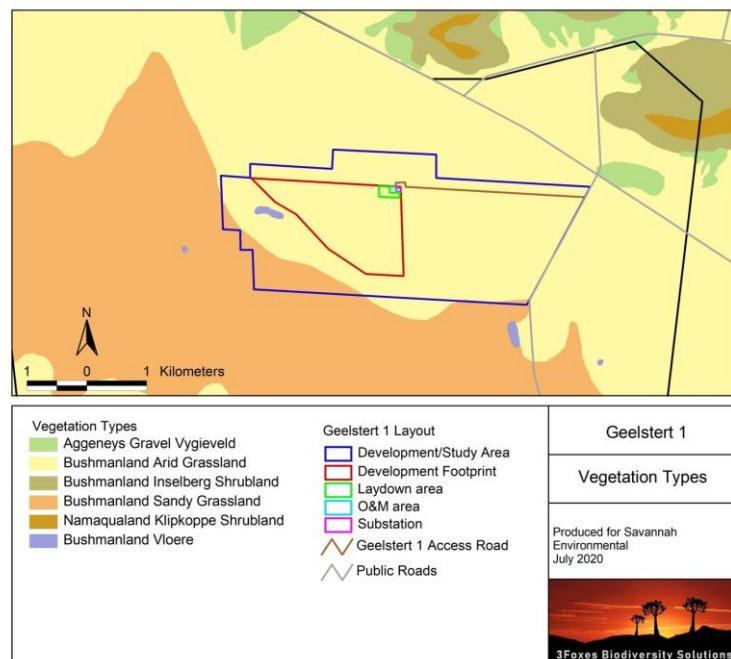 N
1 0 1 Kilometers
Vegetation Types
Aggeneys Gravel Vygieveld
Bushmanland Arid Grassland
Bushmanland Inselberg Shrubland
Bushmanland Sandy Grassland
Namaqualand Klipkoppe Shrubland
Bushmanland Vloere
Geelstert 1 Layout
Development/Study Area
Development Footprint
Laydown area
O&M area
Substation
Geelstert 1 Access Road
Public Roads
Geelstert 1
Vegetation Types
Produced for Savannah
Environmental
July 2020
3Foxes Biodiversity Solutions